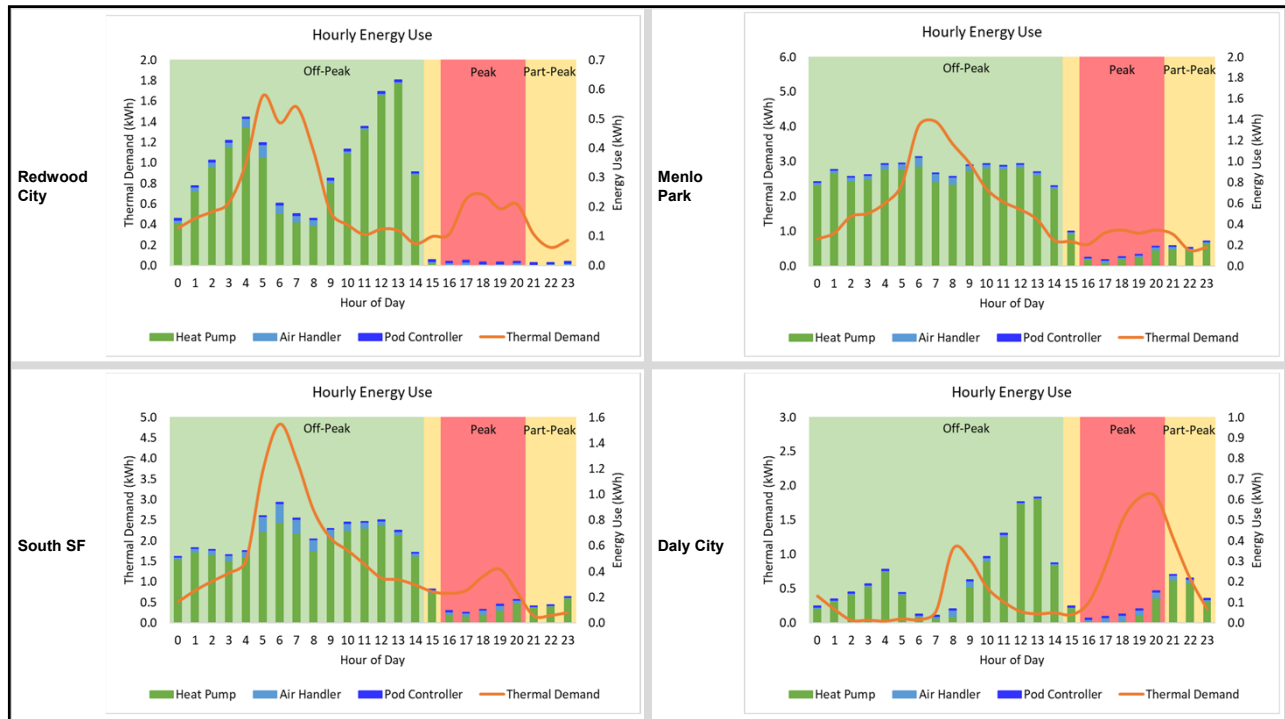 Redwood
City
Hourly Energy Use
Off-Peak
Peak
Part-Peak
Thermal Demand (kWh)
2.0
1.8
1.6
1.4
1.2
1.0
0.8
0.6
0.4
0.2
0.0
0.7
0.6
0.5
0.4
0.3
0.2
0.1
0.0
Energy Use (kWh)
0 1 2 3 4 5 6 7 8 9 10 11 12 13 14 15 16 17 18 19 20 21 22 23
Hour of Day
Heat Pump Air Handler Pod Controller Thermal Demand
Menlo
Park
Hourly Energy Use
Off-Peak
Peak
Part-Peak
Thermal Demand (kWh)
6.0
5.0
4.0
3.0
2.0
1.0
0.0
2.0
1.8
1.6
1.4
1.2
1.0
0.8
0.6
0.4
0.2
0.0
Energy Use (kWh)
0 1 2 3 4 5 6 7 8 9 10 11 12 13 14 15 16 17 18 19 20 21 22 23
Hour of Day
Heat Pump Air Handler Pod Controller Thermal Demand
South SF
Hourly Energy Use
Off-Peak
Peak
Part-Peak
Thermal Demand (kWh)
5.0
4.5
4.0
3.5
3.0
2.5
2.0
1.5
1.0
0.5
0.0
1.6
1.4
1.2
1.0
0.8
0.6
0.4
0.2
0.0
Energy Use (kWh)
0 1 2 3 4 5 6 7 8 9 10 11 12 13 14 15 16 17 18 19 20 21 22 23
Hour of Day
Heat Pump Air Handler Pod Controller Thermal Demand
Daly City
Hourly Energy Use
Off-Peak
Peak
Part-Peak
Thermal Demand (kWh)
3.0
2.5
2.0
1.5
1.0
0.5
0.0
1.0
0.9
0.8
0.7
0.6
0.5
0.4
0.3
0.2
0.1
0.0
Energy Use (kWh)
0 1 2 3 4 5 6 7 8 9 10 11 12 13 14 15 16 17 18 19 20 21 22 23
Hour of Day
Heat Pump Air Handler Pod Controller Thermal Demand